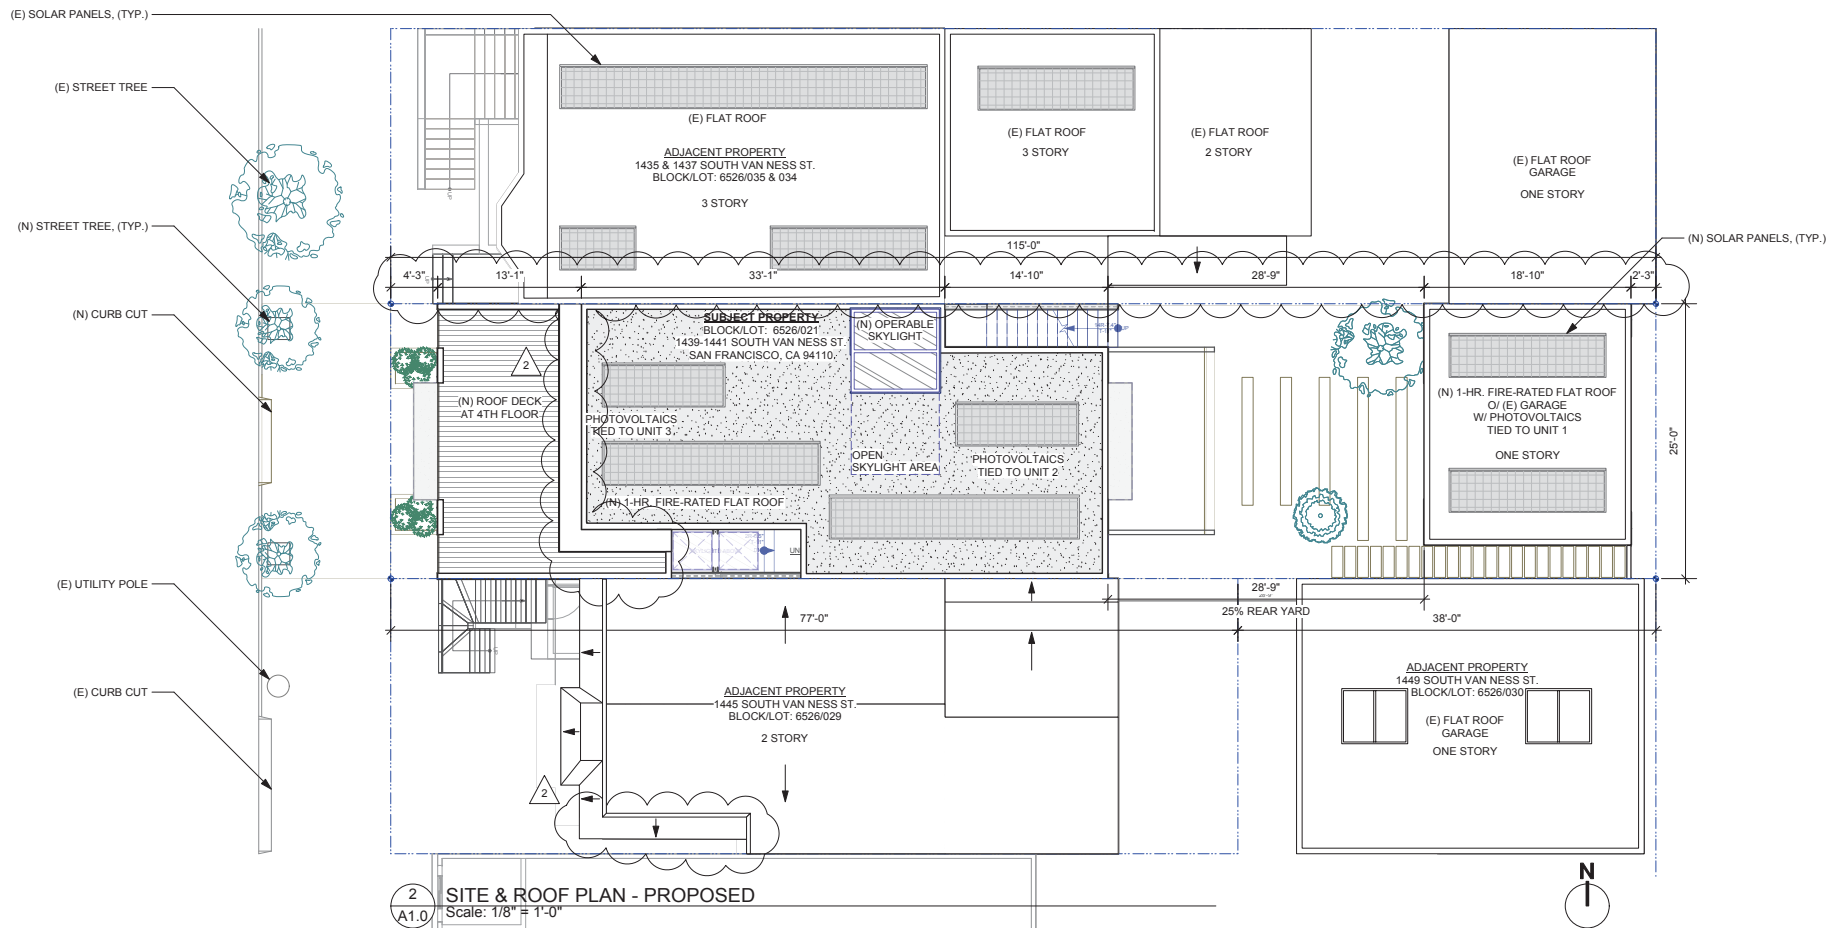 (E) SOLAR PANELS, (TYP.)
(E) STREET TREE
(N) STREET TREE, (TYP.)
(N) CURB CUT
(E) UTILITY POLE
(E) CURB CUT
(E) FLAT ROOF
ADJACENT PROPERTY
1435 & 1437 SOUTH VAN NESS ST.
BLOCK/LOT: 6526/035 & 034
3 STORY
(E) FLAT ROOF
3 STORY
(E) FLAT ROOF
2 STORY
(E) FLAT ROOF
GARAGE
ONE STORY
(N) SOLAR PANELS, (TYP.)
UP
115'-0"
4'-3"
13'-1"
33'-1"
14'-10"
28'-9"
18'-10"
2'-3"
UP
SUBJECT PROPERTY
BLOCK/LOT: 6526/021
1439-1441 SOUTH VAN NESS ST.
SAN FRANCISCO, CA 94110
(N) OPERABLE
SKYLIGHT
UP
2
(N) ROOF DECK
AT 4TH FLOOR
PHOTOVOLTAICS
TIED TO UNIT 3
OPEN
SKYLIGHT AREA
PHOTOVOLTAICS
TIED TO UNIT 2
(N) 1-HR. FIRE-RATED FLAT ROOF
(N) 1-HR. FIRE-RATED FLAT ROOF
O/ (E) GARAGE
W/ PHOTOVOLTAICS
TIED TO UNIT 1
ONE STORY
25'-0"
28'-9"
25% REAR YARD
77'-0"
38'-0"
UP
ADJACENT PROPERTY
1445 SOUTH VAN NESS ST.
BLOCK/LOT: 6526/029
2 STORY
2
ADJACENT PROPERTY
1449 SOUTH VAN NESS ST.
BLOCK/LOT: 6526/030
(E) FLAT ROOF
GARAGE
ONE STORY
N
2
A1.0
SITE & ROOF PLAN - PROPOSED
Scale: 1/8" = 1'-0"